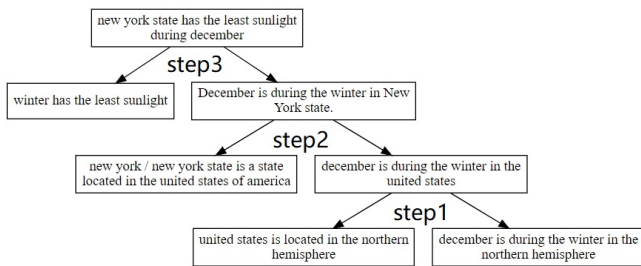 new york state has the least sunlight
during december
step3
winter has the least sunlight
December is during the winter in New
York state.
step2
new york / new york state is a state
located in the united states of america
december is during the winter in the
united states
step1
united states is located in the northern
hemisphere
december is during the winter in the
northern hemisphere